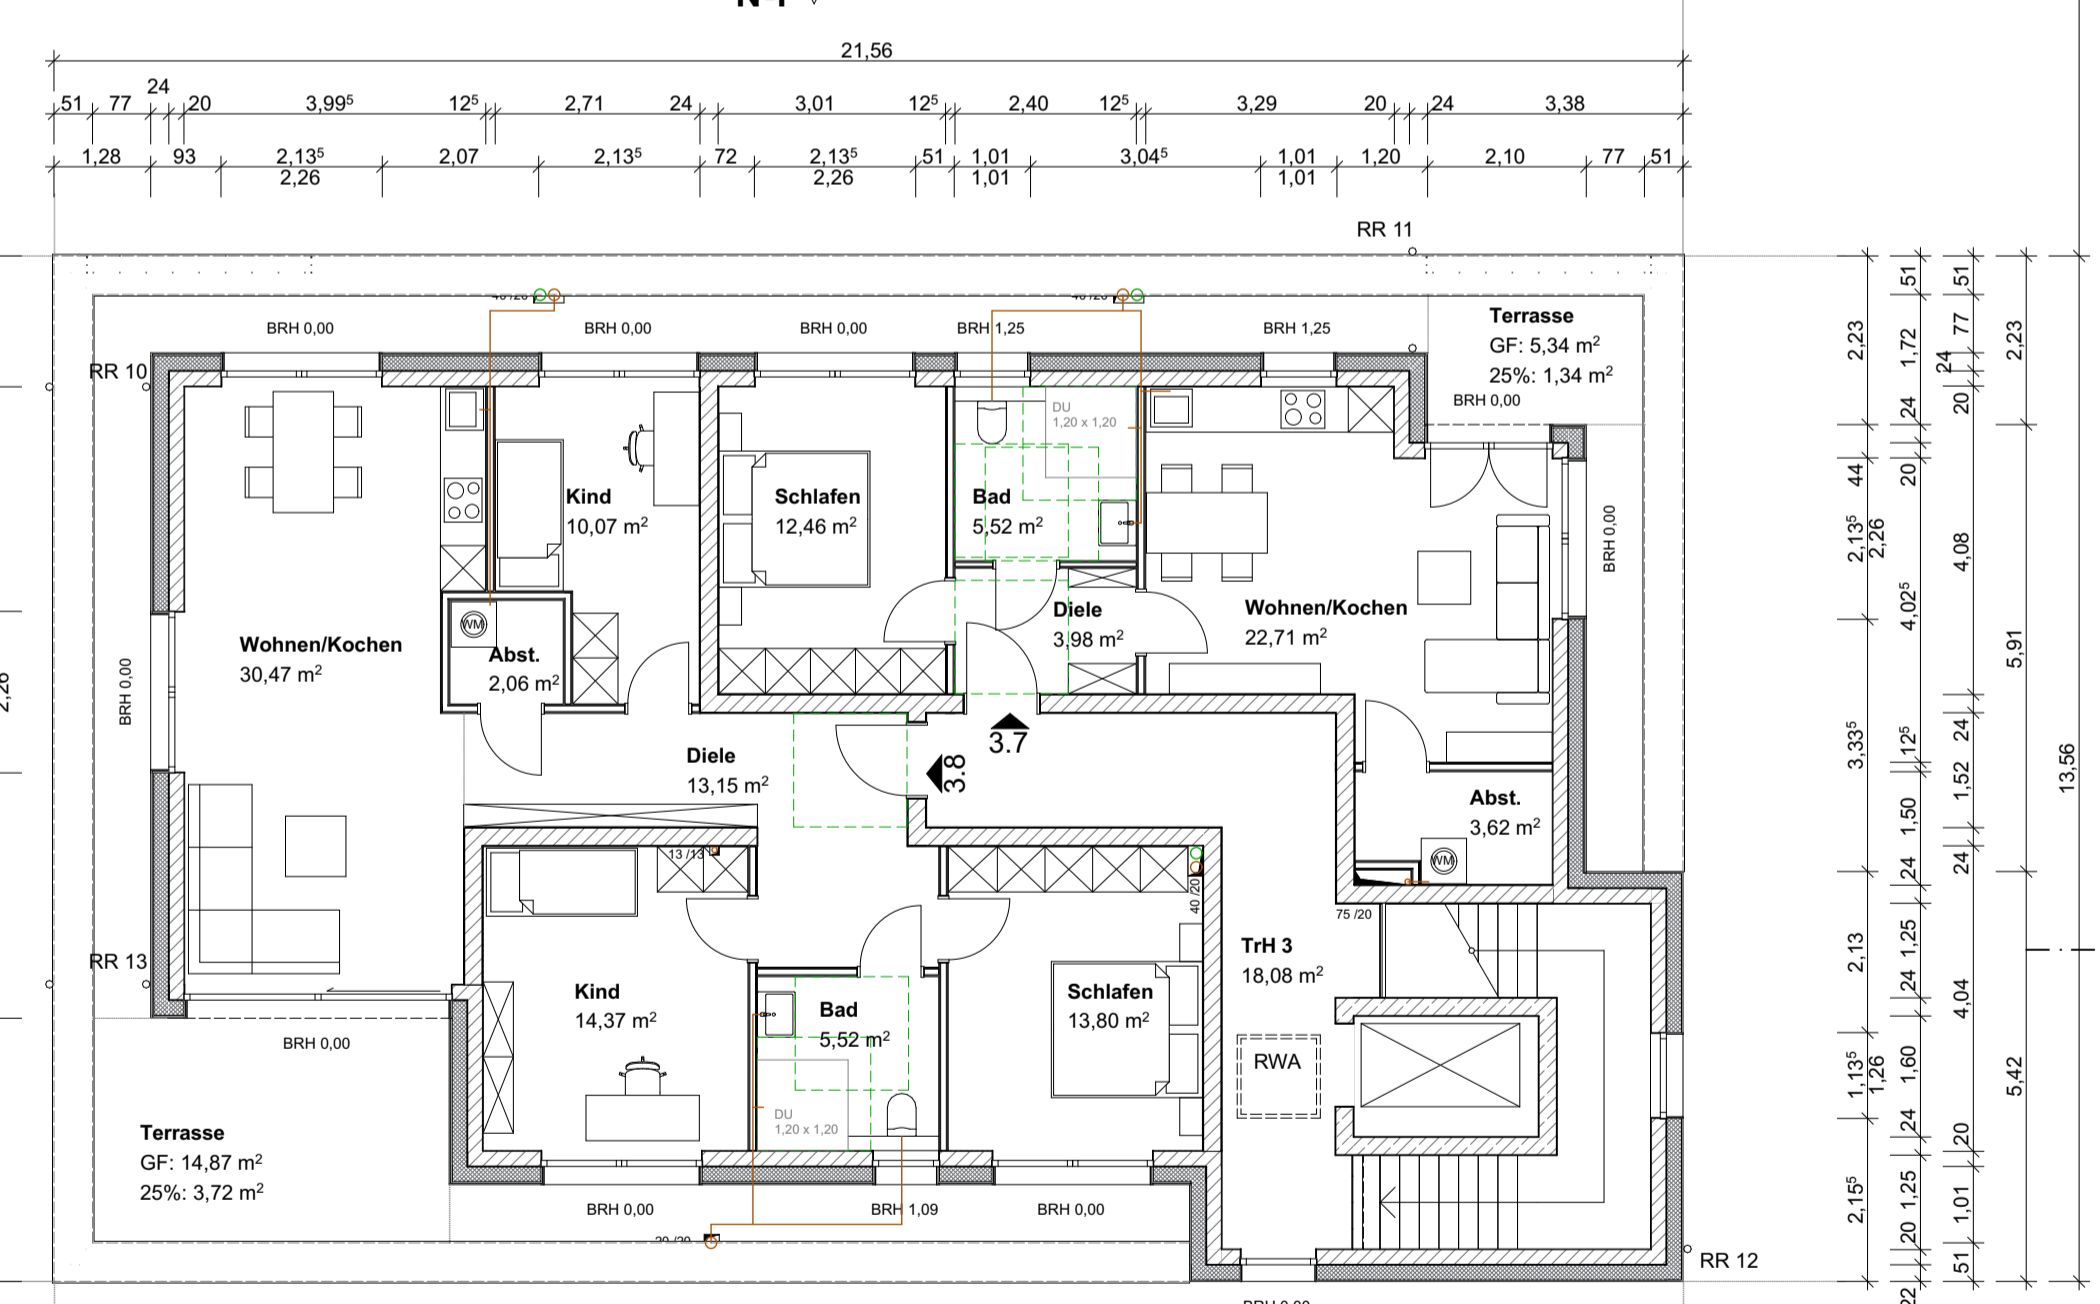 21,56
24
51 77 20 3,99⁵ 12⁵ 2,71 24 3,01 12⁵ 2,40 12⁵ 3,29 20 24 3,38
1,28 93 2,13⁵ 2,07 2,13⁵ 72 2,13⁵ 51 1,01 3,04⁵ 1,01 1,20 2,10 77 51
2,26 2,26 1,01 1,01
RR 11
BRH 0,00 BRH 0,00 BRH 0,00 BRH 1,25 BRH 1,25
Terrasse
GF: 5,34 m²
25%: 1,34 m²
BRH 0,00
RR 10
DU
1,20 x 1,20
Kind
10,07 m²
Schlafen
12,46 m²
Bad
5,52 m²
BRH 0,00
Wohnen/Kochen
30,47 m²
WM
Abst.
2,06 m²
Diele
3,98 m²
Wohnen/Kochen
22,71 m²
BRH 0,00
Diele
13,15 m²
3.7
3.8
Abst.
3,62 m²
WM
13 /13
40 /20
75 /20
RR 13
TrH 3
18,08 m²
Kind
14,37 m²
Bad
5,52 m²
Schlafen
13,80 m²
BRH 0,00
RWA
DU
1,20 x 1,20
Terrasse
GF: 14,87 m²
25%: 3,72 m²
BRH 0,00 BRH 1,09 BRH 0,00
RR 12
2,23 44 2,13⁵ 3,33⁵ 2,13 1,13⁵ 2,15⁵
2,26 1,26
51 1,72 24 20 4,02⁵ 12⁵ 1,50 24 1,25 24 1,60 24 1,25 20 22
51 77 24 20 4,08 24 1,52 24 4,04 20 1,01 51
2,23 5,91 5,42
13,56